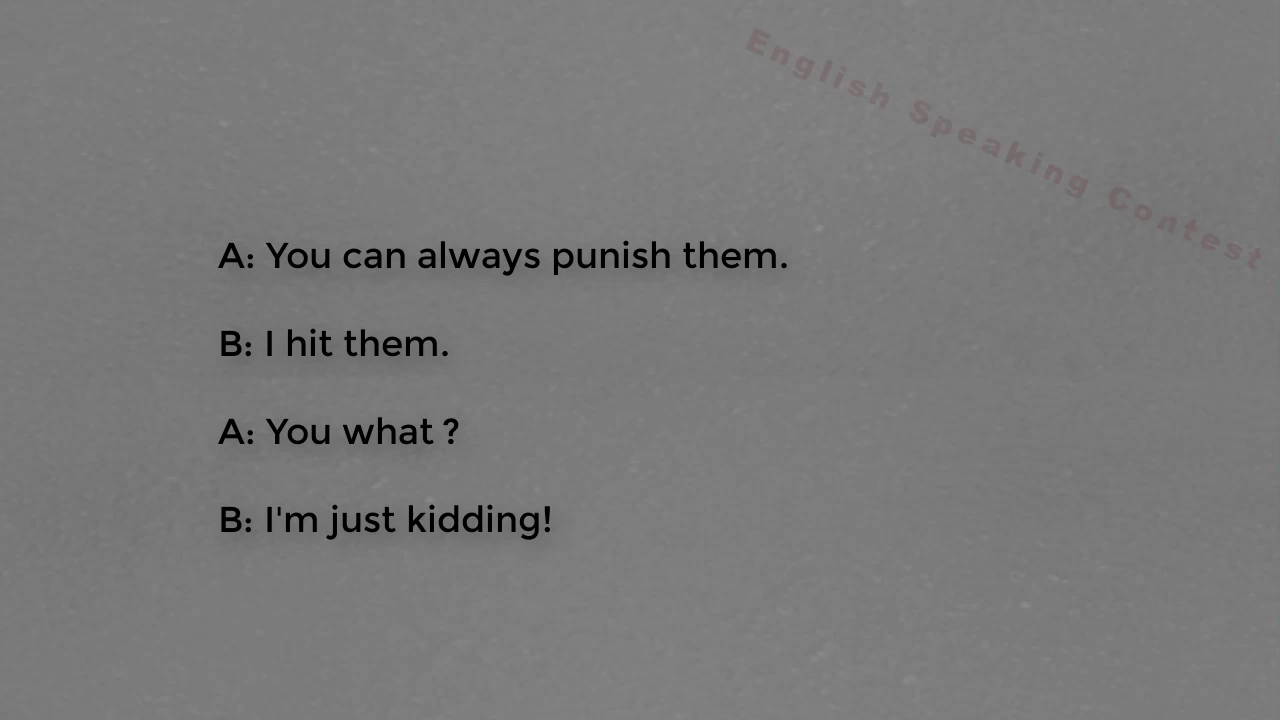 English Speaking Contest
A: You can always punish them.
B: I hit them.
A: You what ?
B: I'm just kidding!